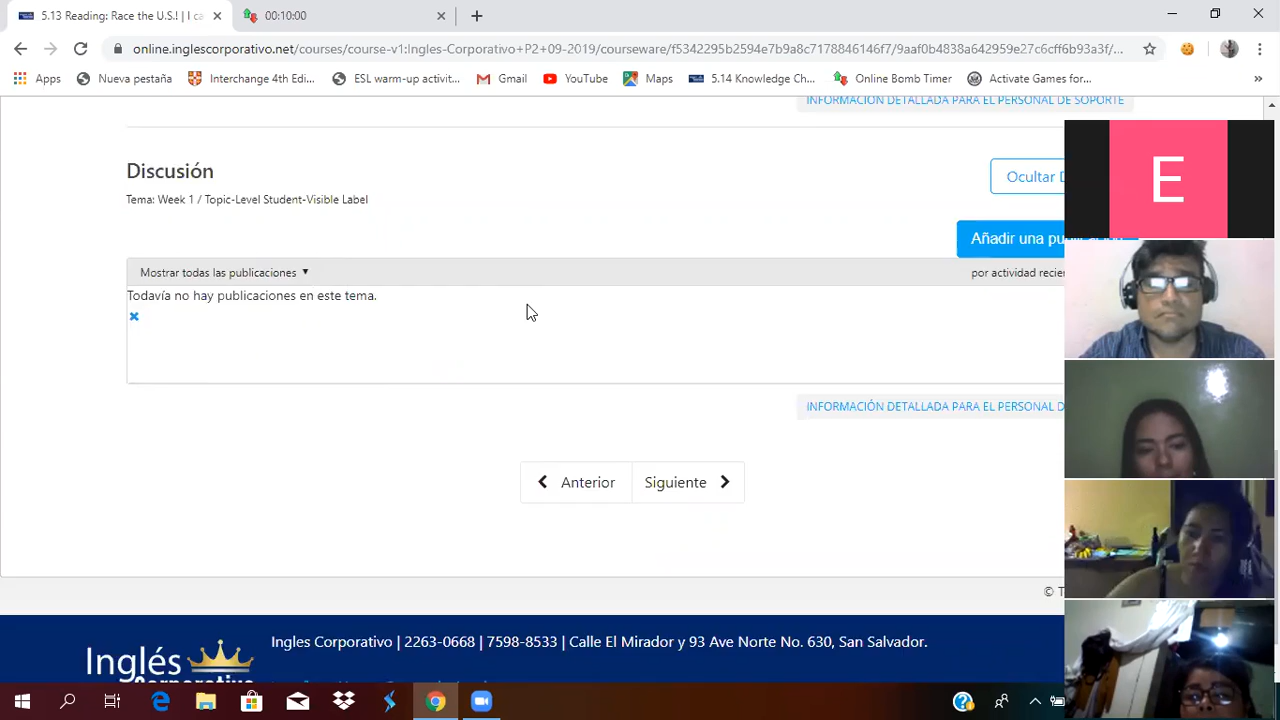 5.13 Reading: Race the U.S.! | I ca
00:10:00
online.inglescorporativo.net/courses/course-v1:Ingles-Corporativo+P2+09-2019/courseware/f5342295b2594e7b9a8c7178846146f7/9aaf0b4838a642959e27c6cff6b93a3f/...
Apps
Nueva pestaña
Interchange 4th Edi...
ESL warm-up activit...
Gmail
YouTube
Maps
5.14 Knowledge Ch...
Online Bomb Timer
Activate Games for...
»
INFORMACIÓN DETALLADA PARA EL PERSONAL DE SOPORTE
Discusión
Ocultar D
Tema: Week 1 / Topic-Level Student-Visible Label
Añadir una publicación
Mostrar todas las publicaciones
por actividad recien
Todavía no hay publicaciones en este tema.
INFORMACIÓN DETALLADA PARA EL PERSONAL D
Anterior
Siguiente
© T
Ingles Corporativo | 2263-0668 | 7598-8533 | Calle El Mirador y 93 Ave Norte No. 630, San Salvador.
Inglés
Corporativo
E